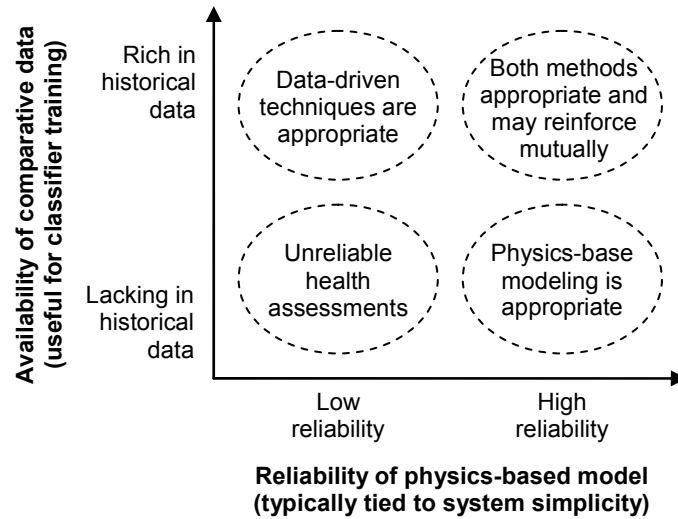 Availability of comparative data
(useful for classifier training)
Rich in
historical
data
Lacking in
historical
data
Data-driven
techniques are
appropriate
Both methods
appropriate and
may reinforce
mutually
Unreliable
health
assessments
Physics-base
modeling is
appropriate
Low
reliability
High
reliability
Reliability of physics-based model
(typically tied to system simplicity)